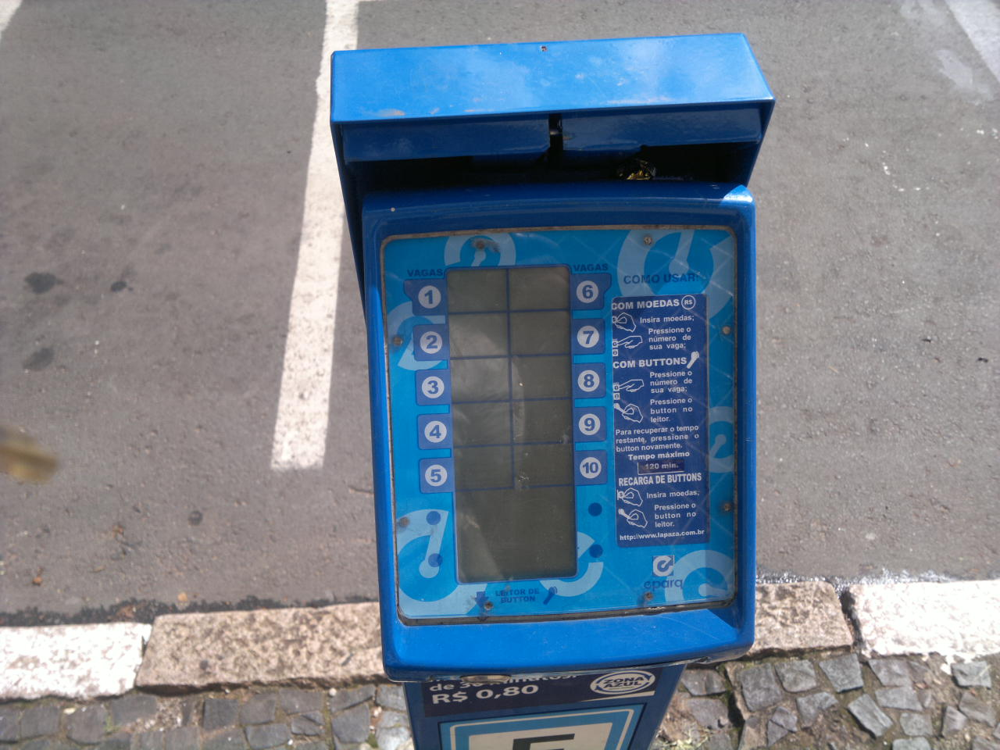 VAGAS
1
2
3
4
5
VAGAS
6
7
8
9
10
COMO USAR:
COM MOEDAS R$
Insira moedas;
Pressione o
número de
sua vaga;
COM BUTTONS
Pressione o
número de
sua vaga;
Pressione o
button no
leitor.
Para recuperar o tempo
restante, pressione o
button novamente.
Tempo máximo
120 min.
RECARGA DE BUTTONS
Insira moedas;
Pressione o
button no
leitor.
http://www.lapaza.com.br
e
eparq
LEITOR DE
BUTTON
de 30 minutos:
R$ 0,80
ZONA
AZUL
E